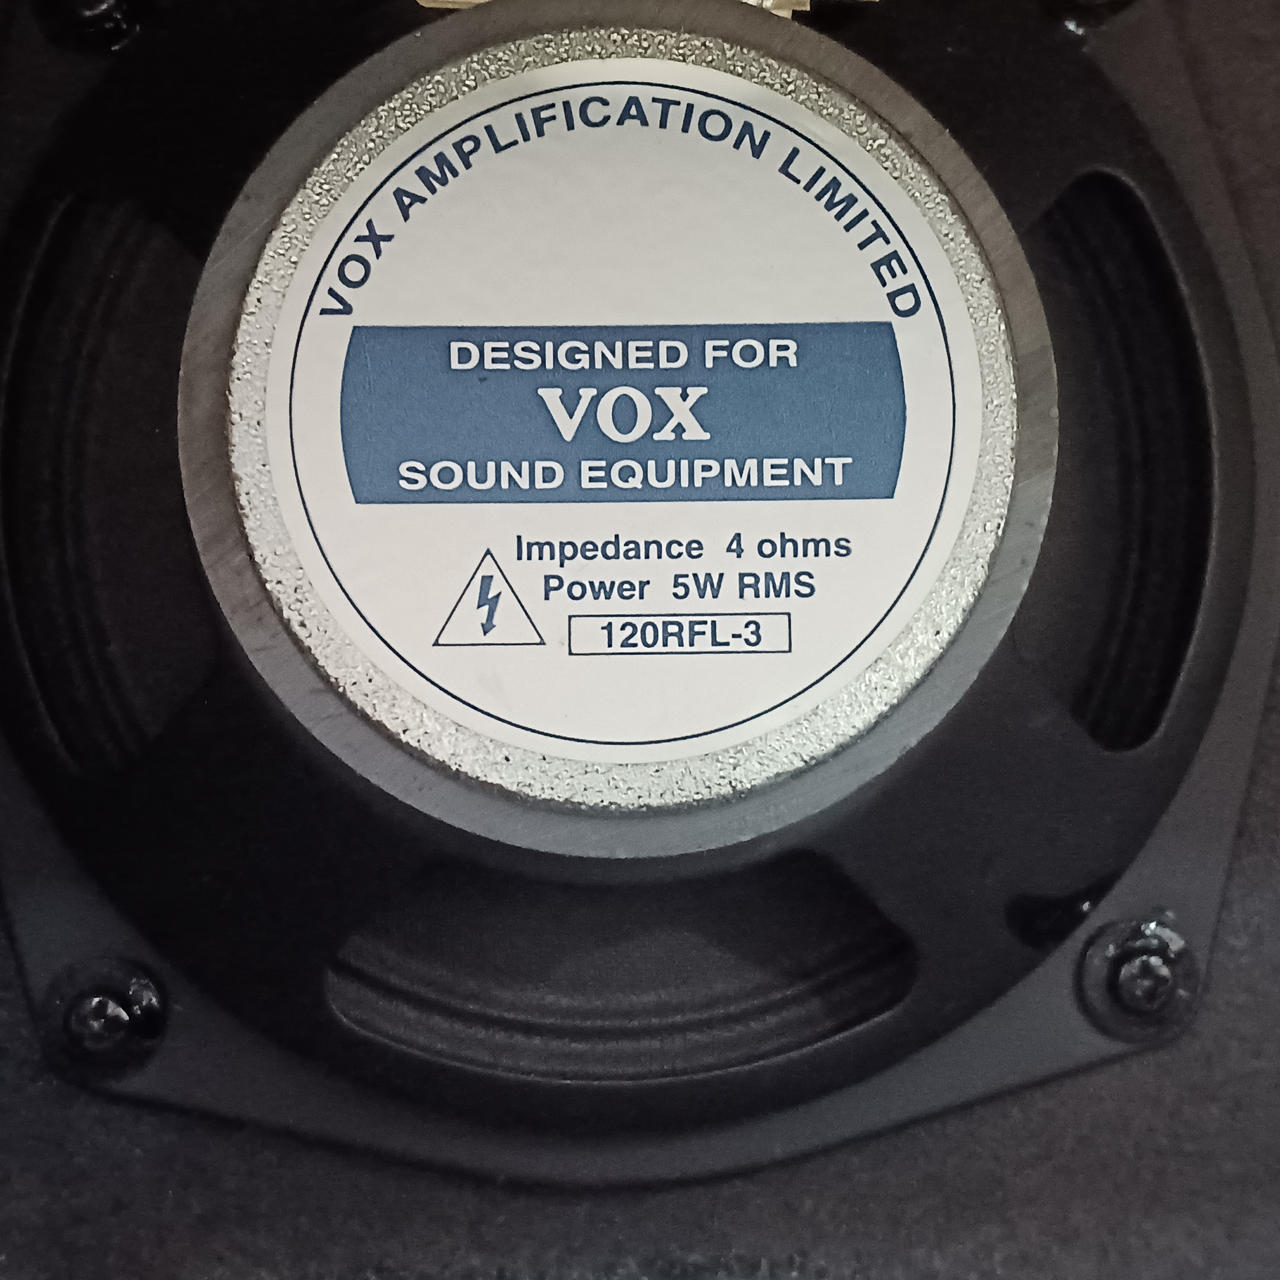 VOX AMPLIFICATION LIMITED
DESIGNED FOR
VOX
SOUND EQUIPMENT
Impedance 4 ohms
Power 5W RMS
120RFL-3